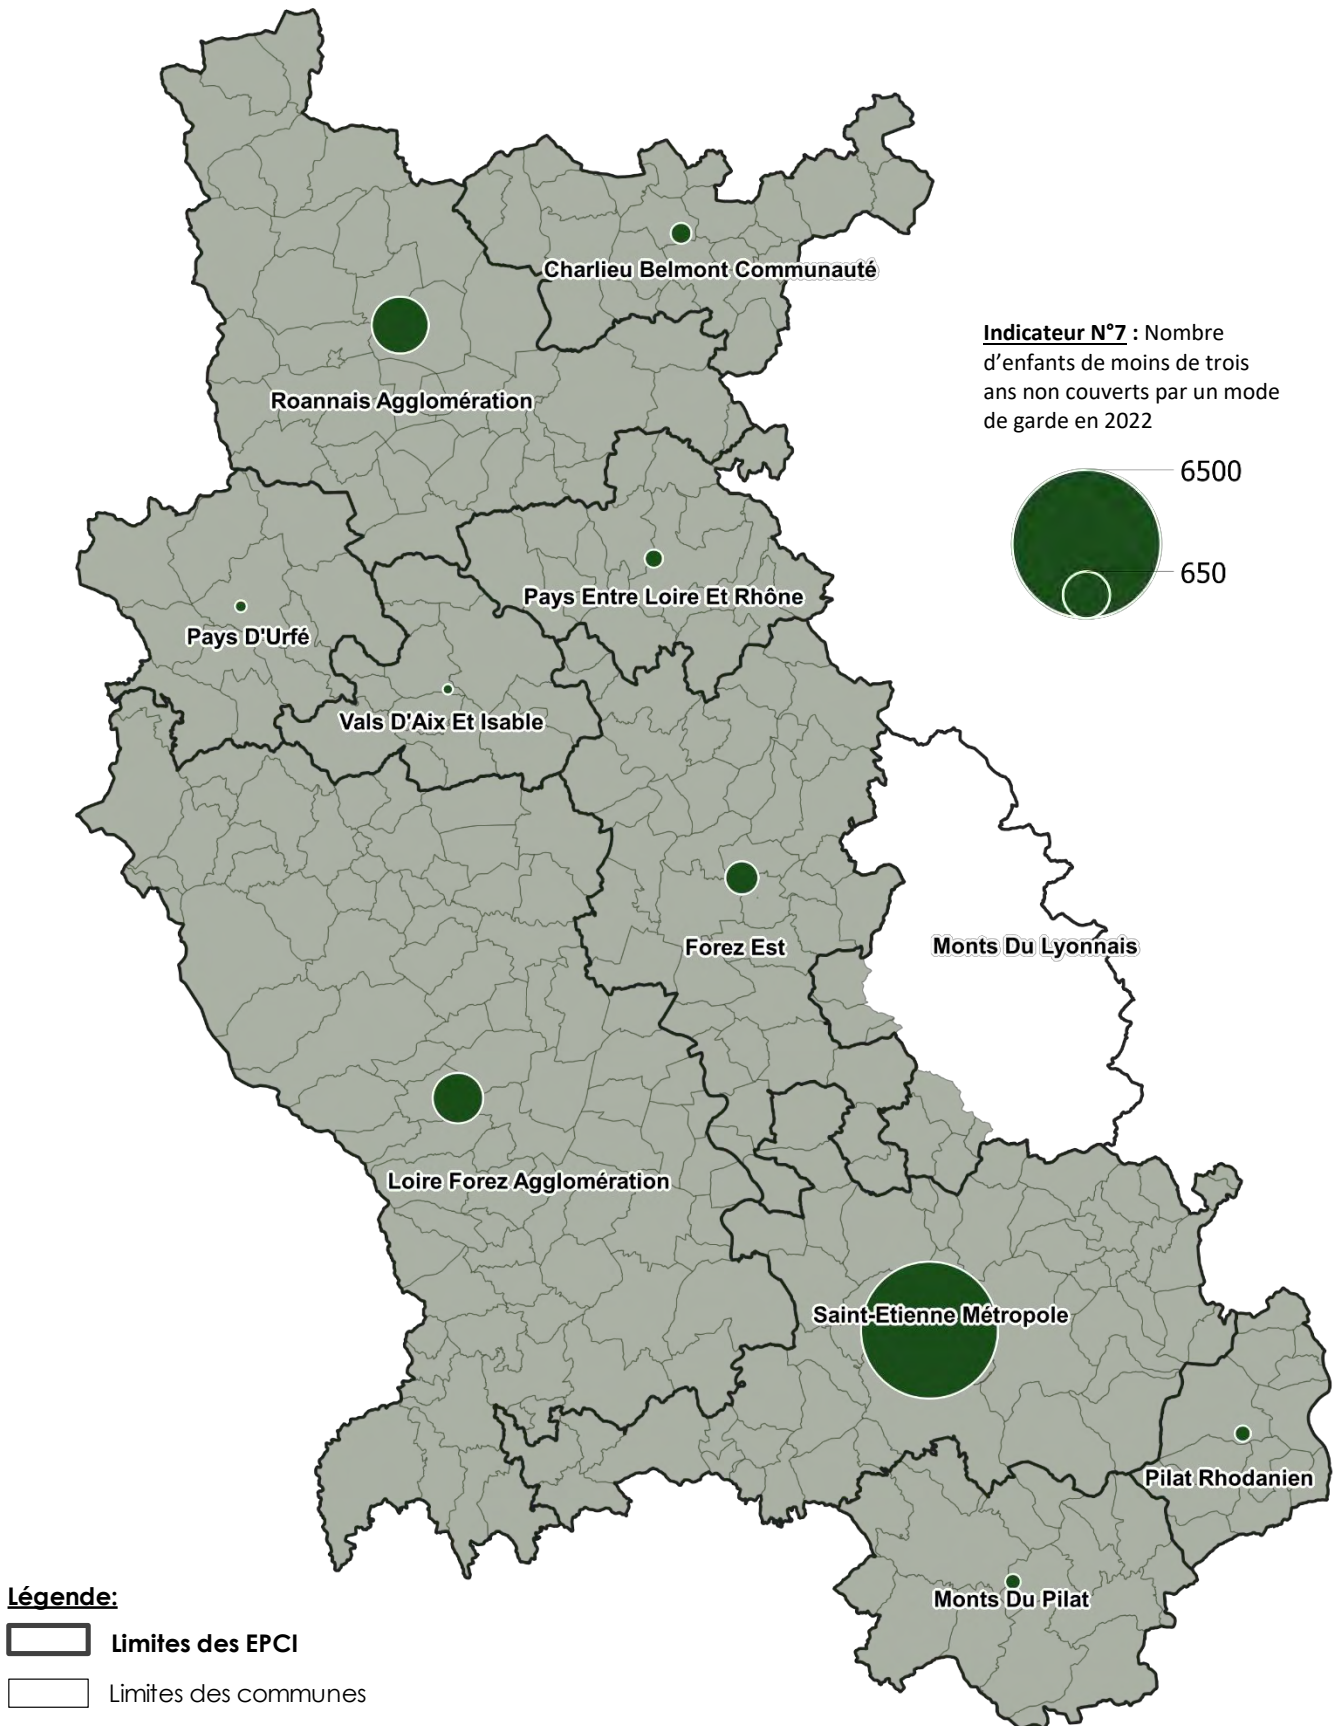 Charlieu Belmont Communauté
Indicateur N°7 : Nombre
d'enfants de moins de trois
ans non couverts par un mode
de garde en 2022
Roannais Agglomération
6500
650
Pays Entre Loire Et Rhône
Pays D'Urfé
Vals D'Aix Et Isable
Forez Est
Monts Du Lyonnais
Loire Forez Agglomération
Saint-Etienne Métropole
Pilat Rhodanien
Monts Du Pilat
Légende:
Limites des EPCI
Limites des communes